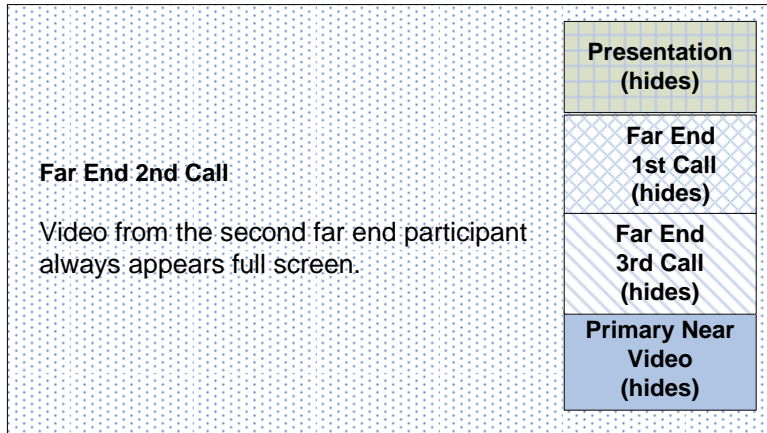 Far End 2nd Call
Video from the second far end participant
always appears full screen.
Presentation
(hides)
Far End
1st Call
(hides)
Far End
3rd Call
(hides)
Primary Near
Video
(hides)